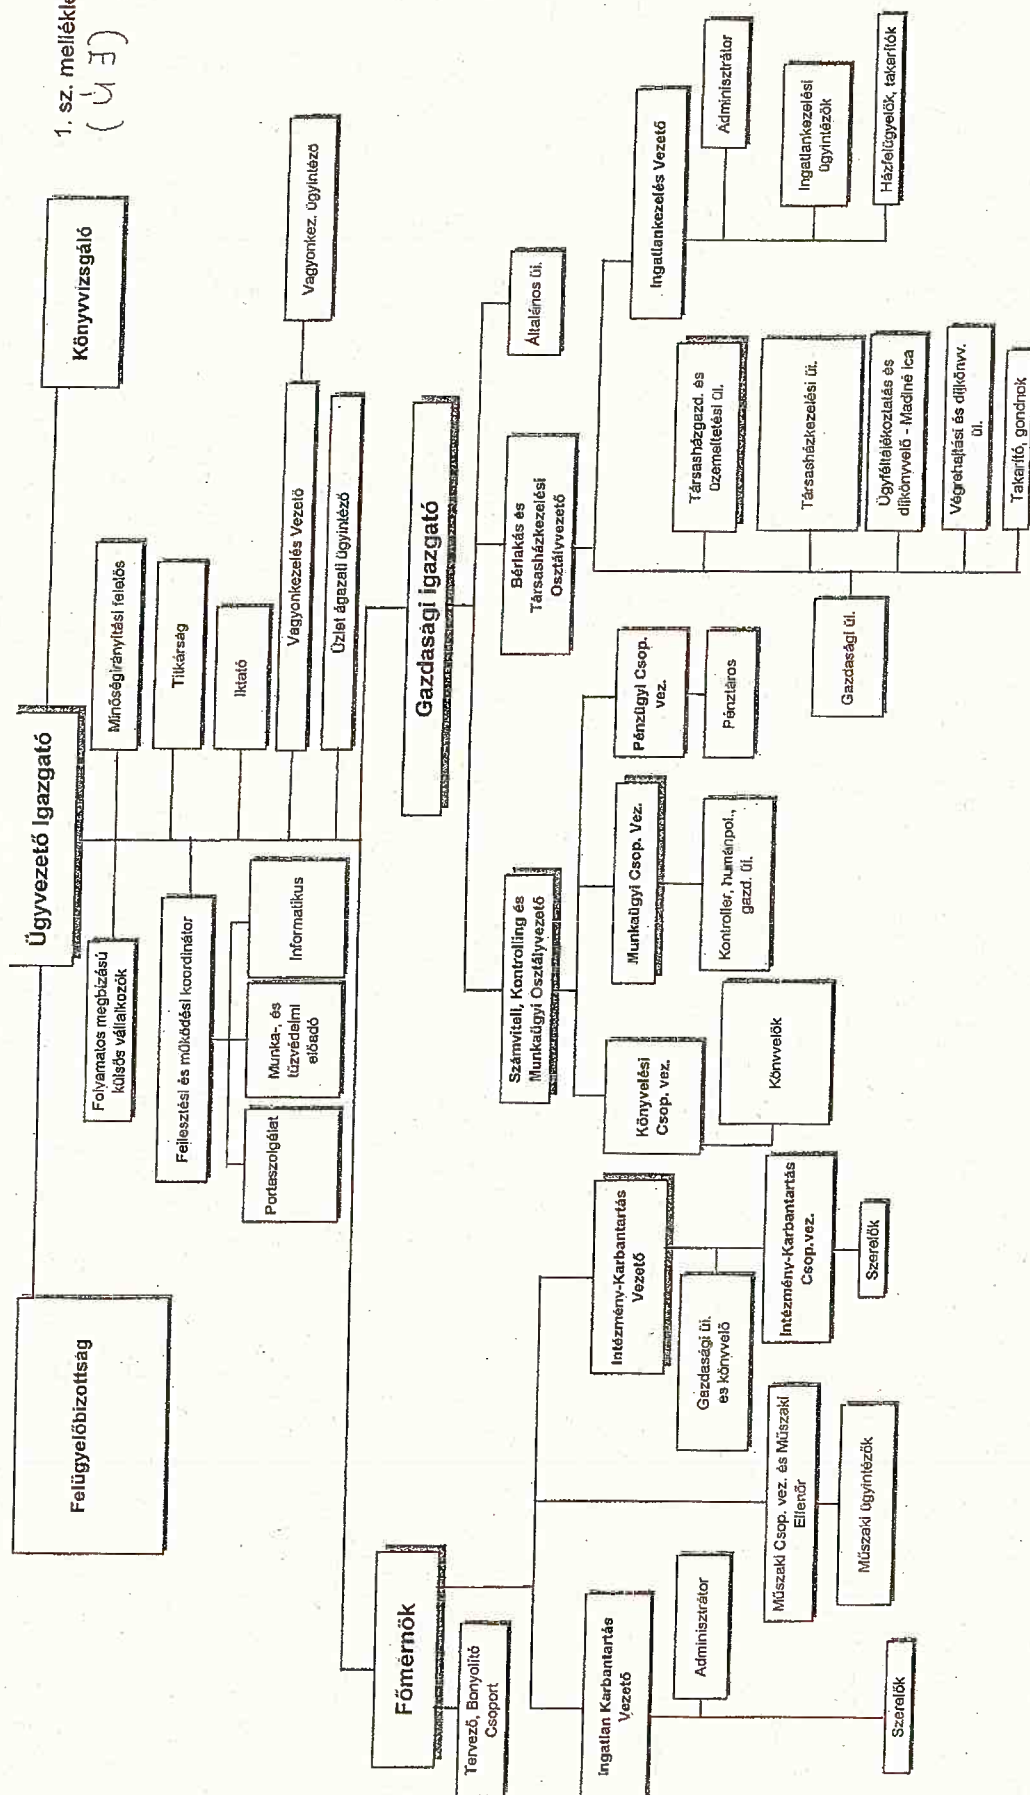 1. sz. mellékle
(ÚJ)
Felügyelőbizottság
Ügyvezető Igazgató
Könyvvizsgáló
Folyamatos megbízású
külsős vállalkozók
Minőségirányítási felelős
Titkárság
Fejlesztési és működési koordinátor
Iktató
Portaszolgálat
Munka-, és
tűzvédelmi
előadó
Informatikus
Vagyonkezelés Vezető
Vagyonkez. ügyintéző
Üzlet ágazati ügyintéző
Főmérnök
Gazdasági igazgató
Tervező, Bonyolító
Csoport
Számviteli, Kontrolling és
Munkaügyi Osztályvezető
Bérlakás és
Társasházkezelési
Osztályvezető
Általános üi.
Ingatlan Karbantartás
Vezető
Intézmény-Karbantartás
Vezető
Könyvelési
Csop. vez.
Munkaügyi Csop. Vez.
Pénzügyi Csop.
vez.
Ingatlankezelés Vezető
Adminisztrátor
Gazdasági üi.
es könyvelő
Könyvelők
Kontroller, humánpol.,
gazd. üi.
Pénztáros
Társasházgazd. és
üzemeltetési üi.
Adminisztrátor
Műszaki Csop. vez. és Műszaki
Ellenőr
Intézmény-Karbantartás
Csop.vez.
Társasházkezelési üi.
Ingatlankezelési
ügyintézők
Műszaki ügyintézők
Szerelők
Gazdasági üi.
Ügyféltájékoztatás és
díjkönyvelő - Madiné Ica
Házfelügyelők, takarítók
Szerelők
Végrehajtási és díjkönyv.
üi.
Takarító, gondnok